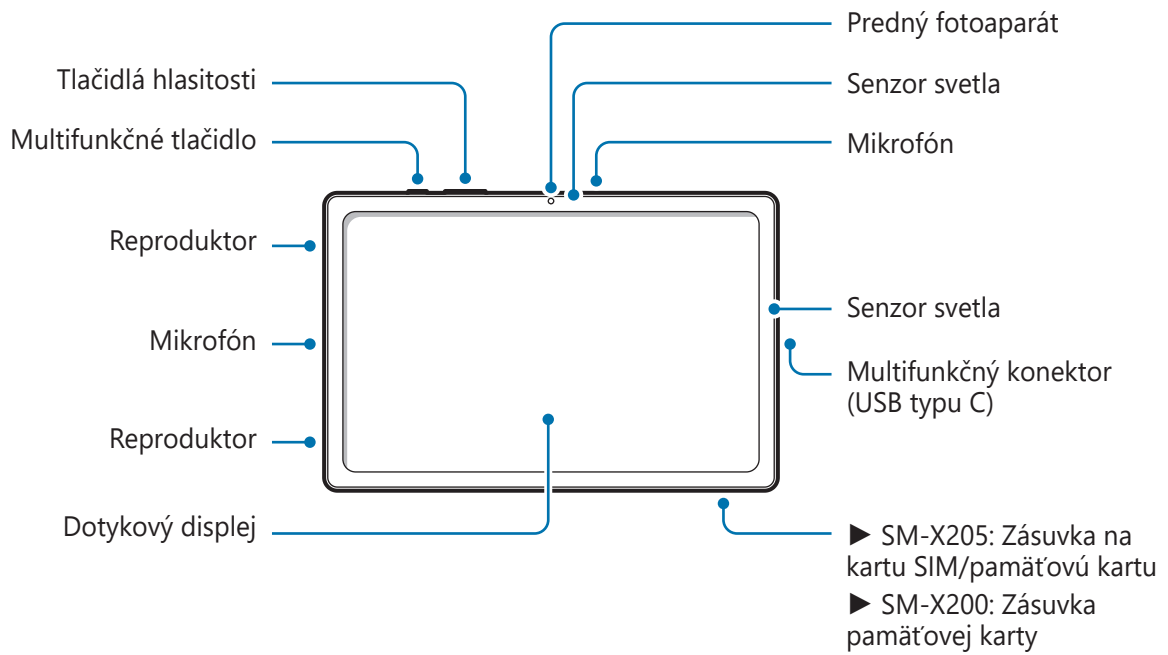 Predný fotoaparát
Tlačidlá hlasitosti
Senzor svetla
Multifunkčné tlačidlo
Mikrofón
Reproduktor
Senzor svetla
Mikrofón
Multifunkčný konektor
(USB typu C)
Reproduktor
Dotykový displej
► SM-X205: Zásuvka na
kartu SIM/pamäťovú kartu
► SM-X200: Zásuvka
pamäťovej karty